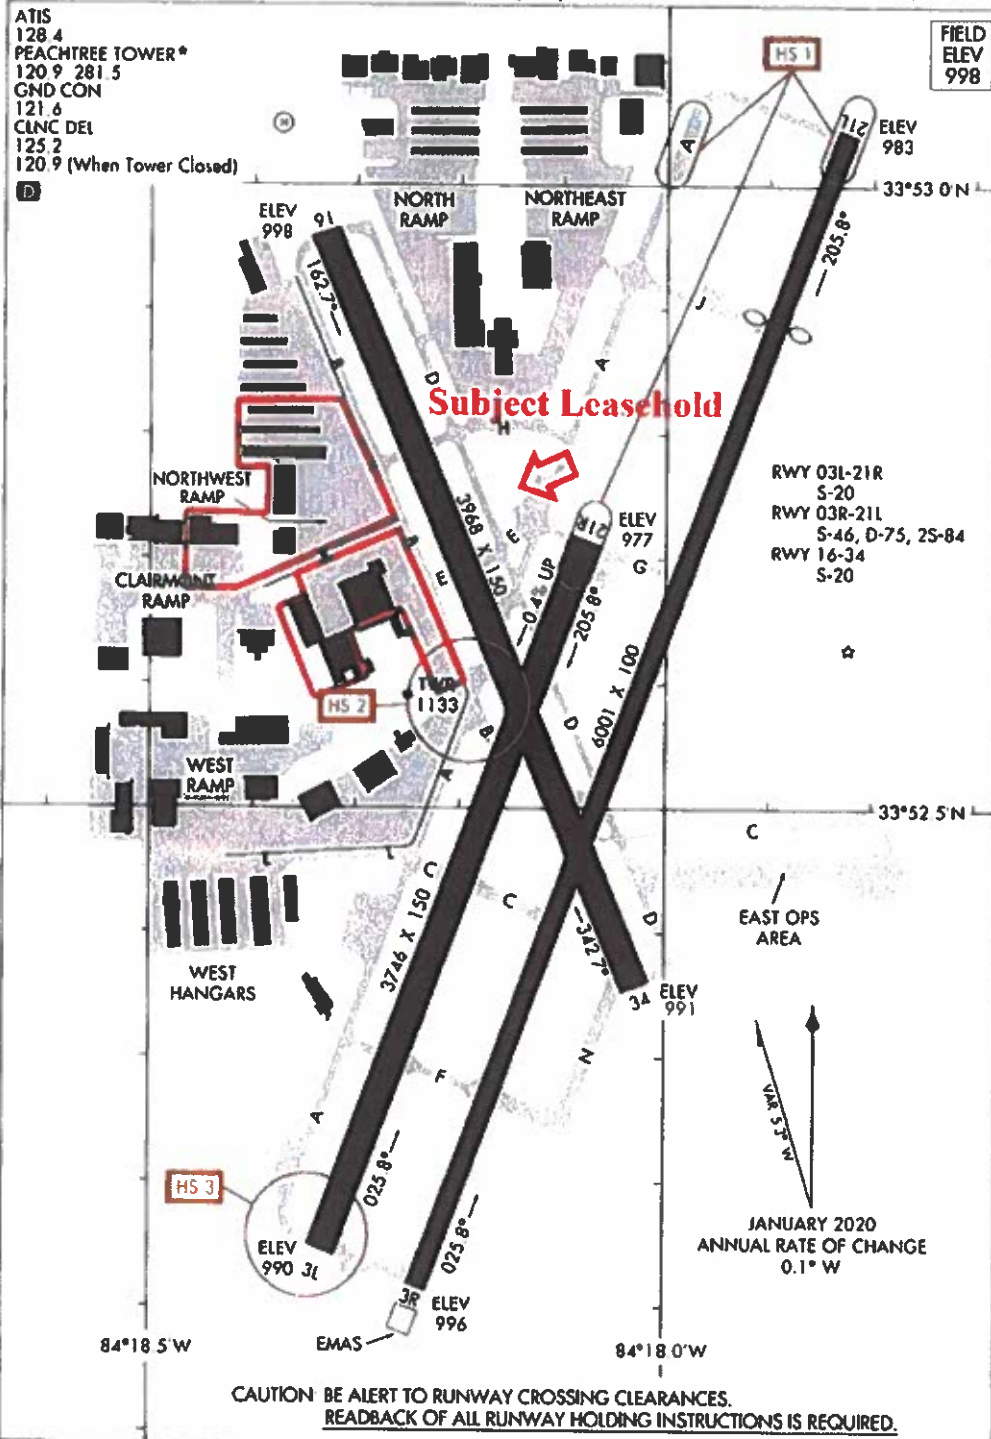 ATIS
128.4
PEACHTREE TOWER*
120.9 281.5
GND CON
121.6
CLNC DEL
125.2
120.9 (When Tower Closed)
D
H
HS 1
FIELD
ELEV
998
A
21L
ELEV
983
33°53.0'N
205.8°
NORTH
RAMP
NORTHEAST
RAMP
ELEV
998
16
162.7°
J
A
B
D
Subject Leasehold
H
NORTHWEST
RAMP
3968 X 150
E
21R
ELEV
977
RWY 03L-21R
S-20
RWY 03R-21L
S-46, D-75, 2S-84
RWY 16-34
S-20
G
0.4% UP
205.8°
B
B
E
CLAIRMONT
RAMP
6001 X 100
TWR
1133
HS 2
B
D
A
WEST
RAMP
33°52.5'N
C
L
L
C
C
EAST OPS
AREA
3746 X 150
D
342.7°
WEST
HANGARS
34
ELEV
991
N
F
A
VAR 5.3° W
025.8°
HS 3
025.8°
ELEV
990
3L
JANUARY 2020
ANNUAL RATE OF CHANGE
0.1° W
3R
ELEV
996
EMAS
84°18.5'W
84°18.0'W
CAUTION: BE ALERT TO RUNWAY CROSSING CLEARANCES.
READBACK OF ALL RUNWAY HOLDING INSTRUCTIONS IS REQUIRED.